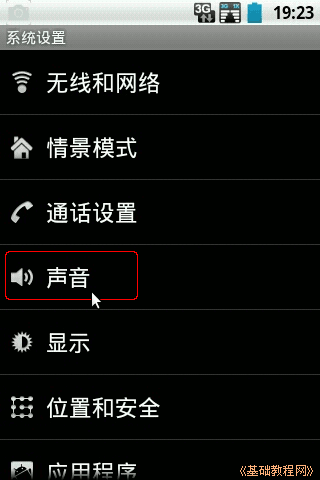 3G 3G 1X 19:23
系统设置
无线和网络
情景模式
通话设置
声音
显示
位置和安全
应用程序
《基础教程网》